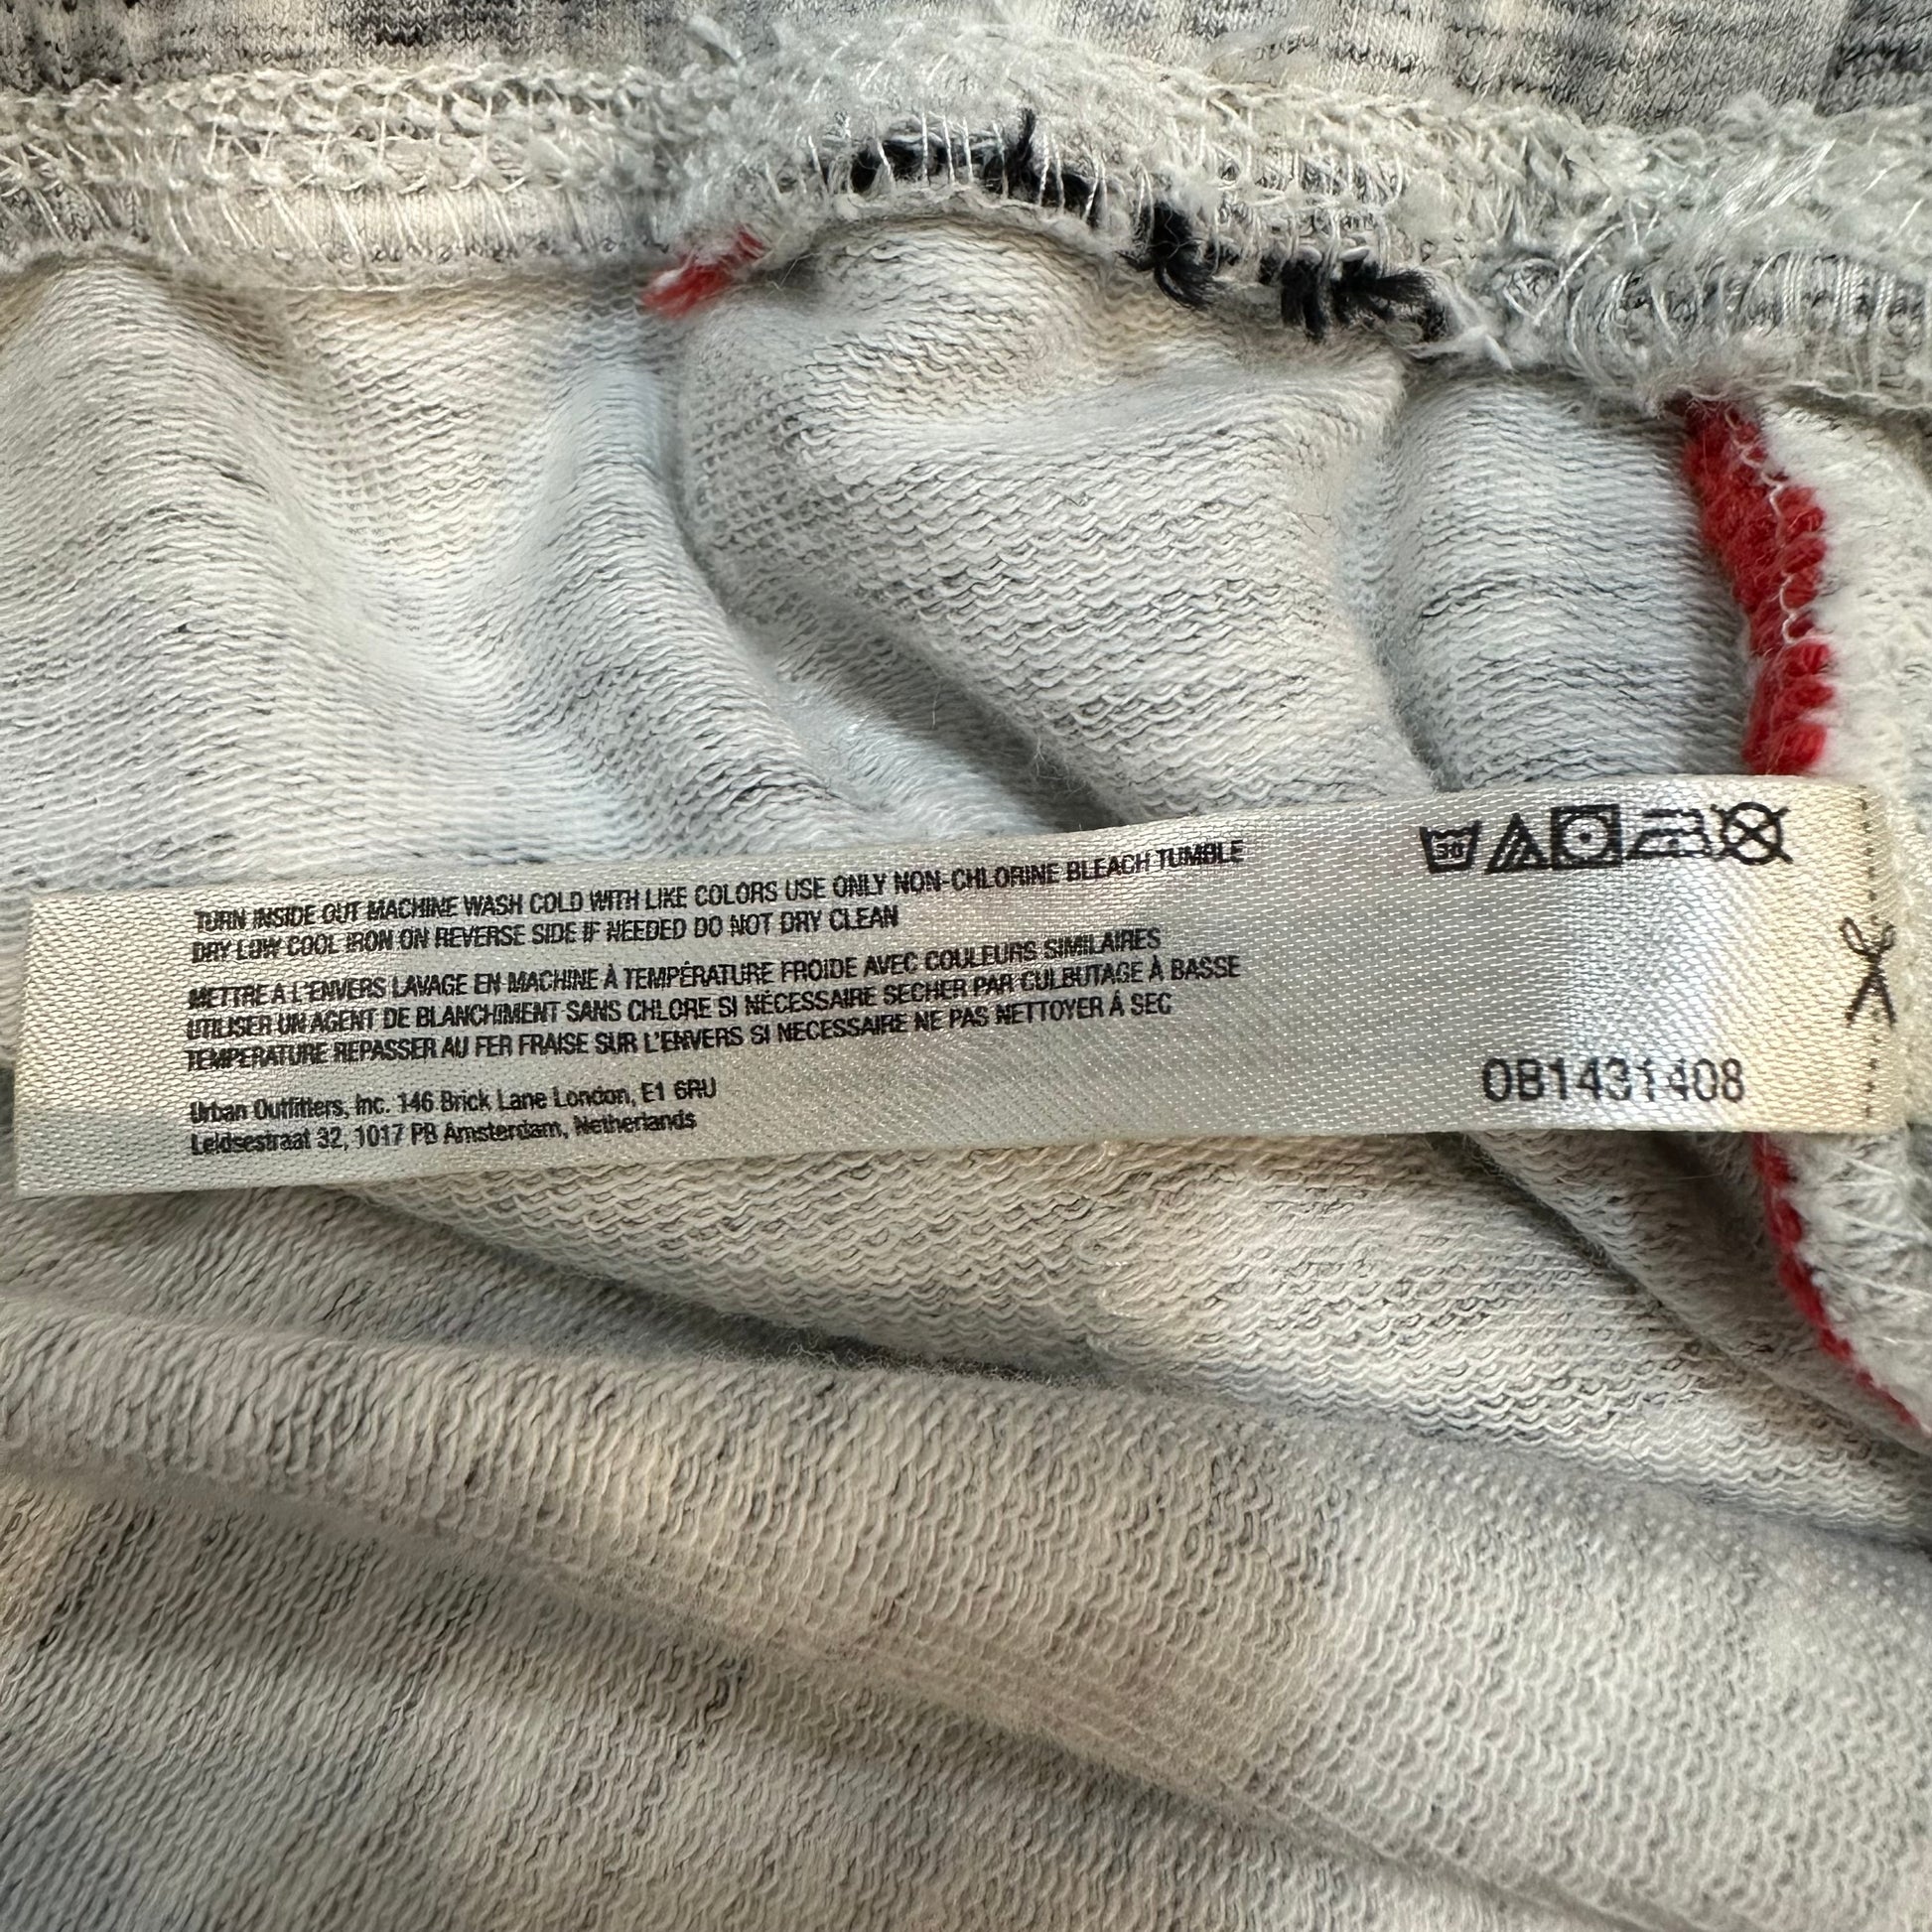 TURN INSIDE OUT MACHINE WASH COLD WITH LIKE COLORS USE ONLY NON-CHLORINE BLEACH TUMBLE
DRY LOW COOL IRON ON REVERSE SIDE IF NEEDED DO NOT DRY CLEAN
METTRE A L'ENVERS LAVAGE EN MACHINE À TEMPÉRATURE FROIDE AVEC COULEURS SIMILAIRES
UTILISER UN AGENT DE BLANCHIMENT SANS CHLORE SI NÉCESSAIRE SECHER PAR CULBUTAGE À BASSE
TEMPERATURE REPASSER AU FER FRAISE SUR L'ENVERS SI NECESSAIRE NE PAS NETTOYER Á SEC
Urban Outfitters, Inc. 146 Brick Lane London, E1 6RU
Leidsestraat 32, 1017 PB Amsterdam, Netherlands
30
OB1431408